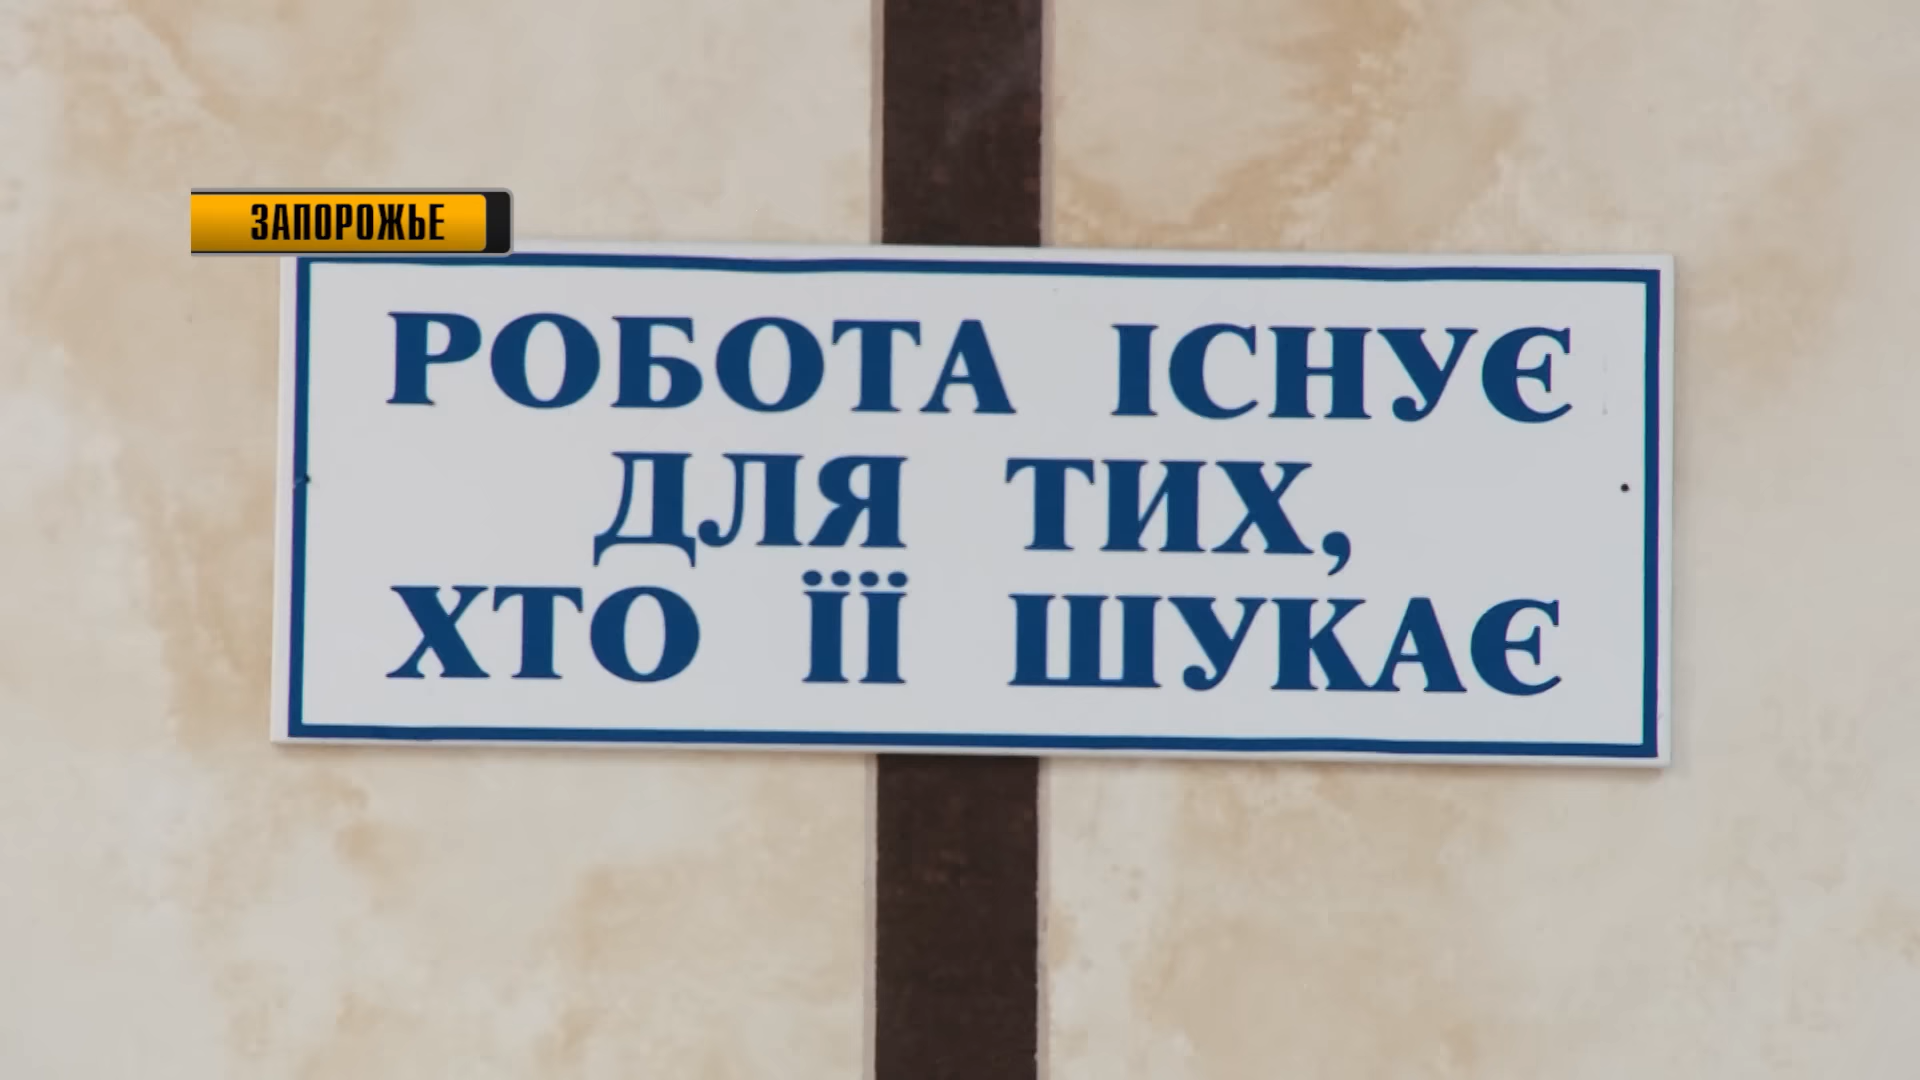 ЗАПОРОЖЬЕ
РОБОТА ІСНУЄ
ДЛЯ ТИХ,
ХТО ЇЇ ШУКАЄ